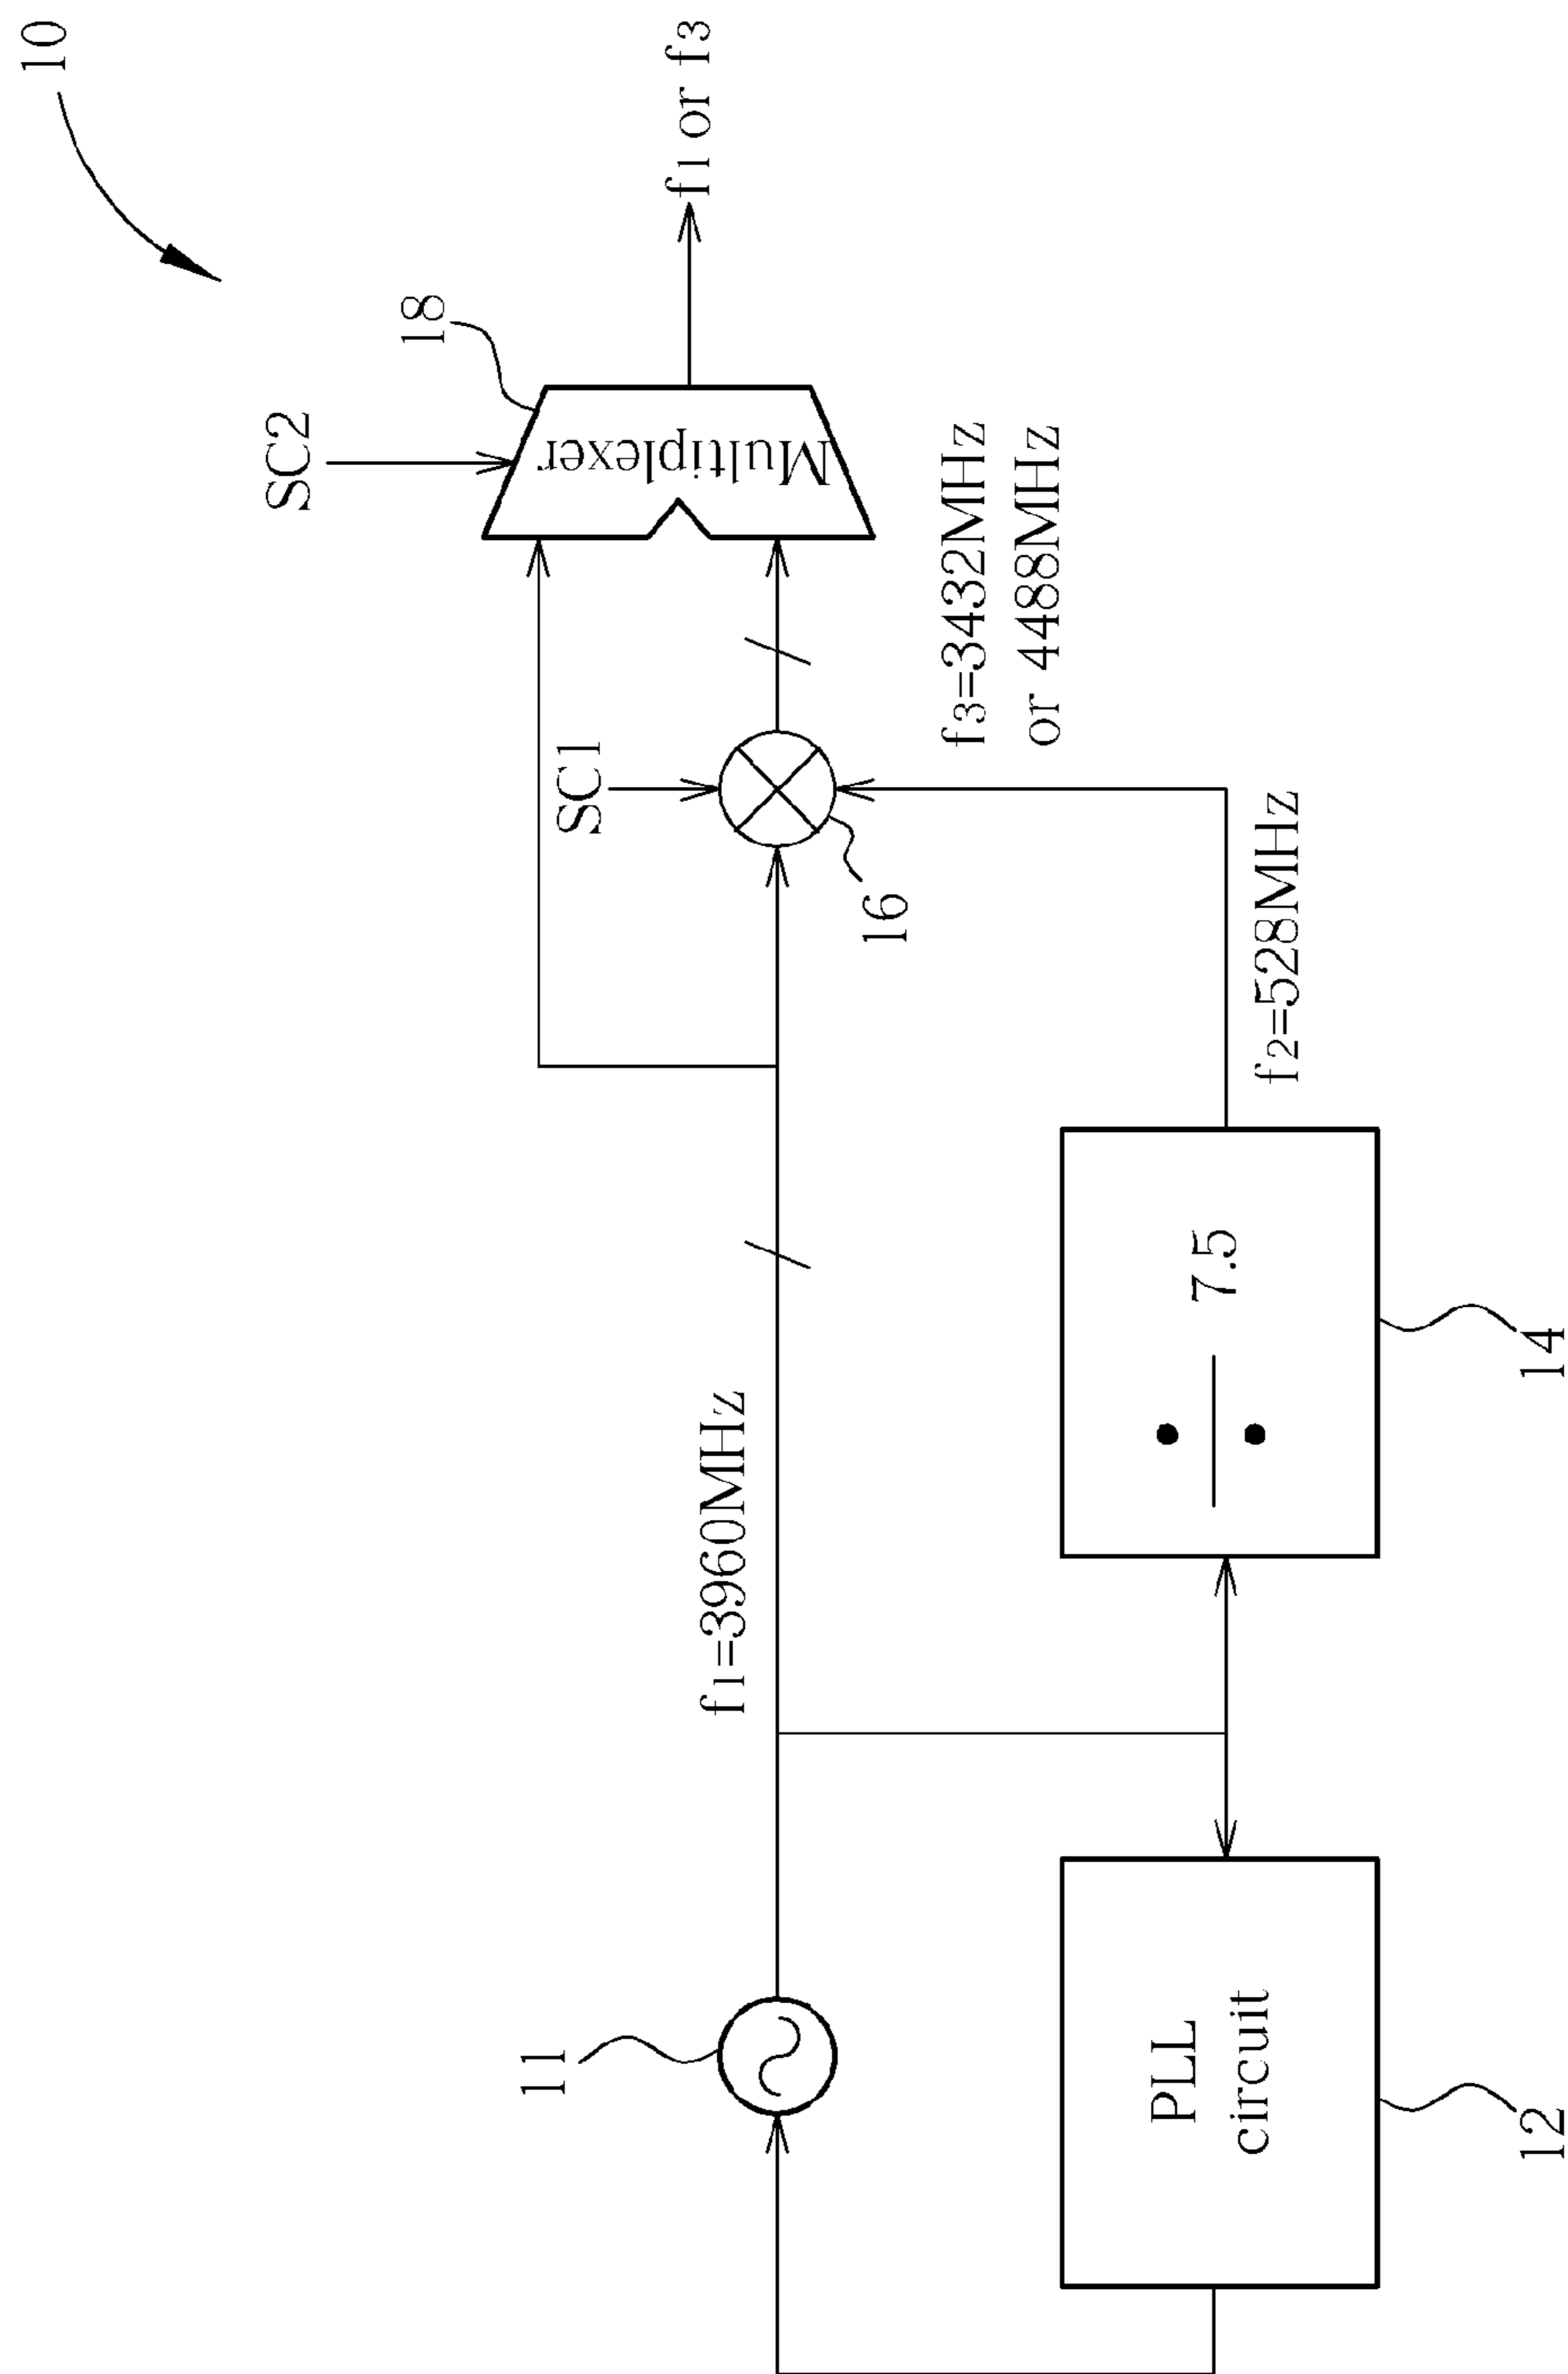 10
SC2
18
f1 or f3
Multiplexer
SC1
16
f3=3432MHz
or 4488MHz
f1=3960MHz
11
f2=528MHz
÷ 7.5
14
PLL
circuit
12